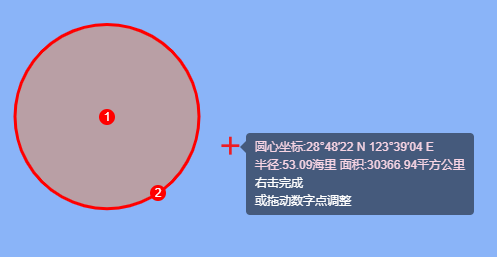 1
2
圆心坐标:28°48'22 N 123°39'04 E
半径:53.09海里 面积:30366.94平方公里
右击完成
或拖动数字点调整